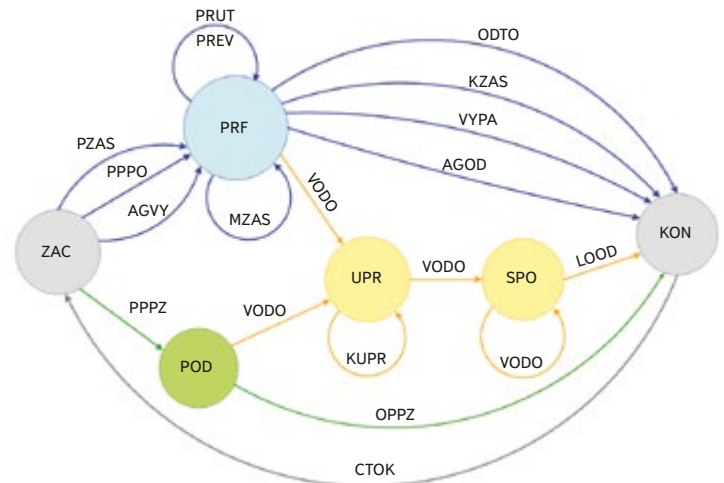 PRUT
PREV
ODTO
KZAS
PRF
VYPA
PZAS
PPPO
AGOD
AGVY
VODO
MZAS
ZAC
KON
UPR
VODO
SPO
LOOD
PPPZ
VODO
POD
KUPR
VODO
OPPZ
CTOK